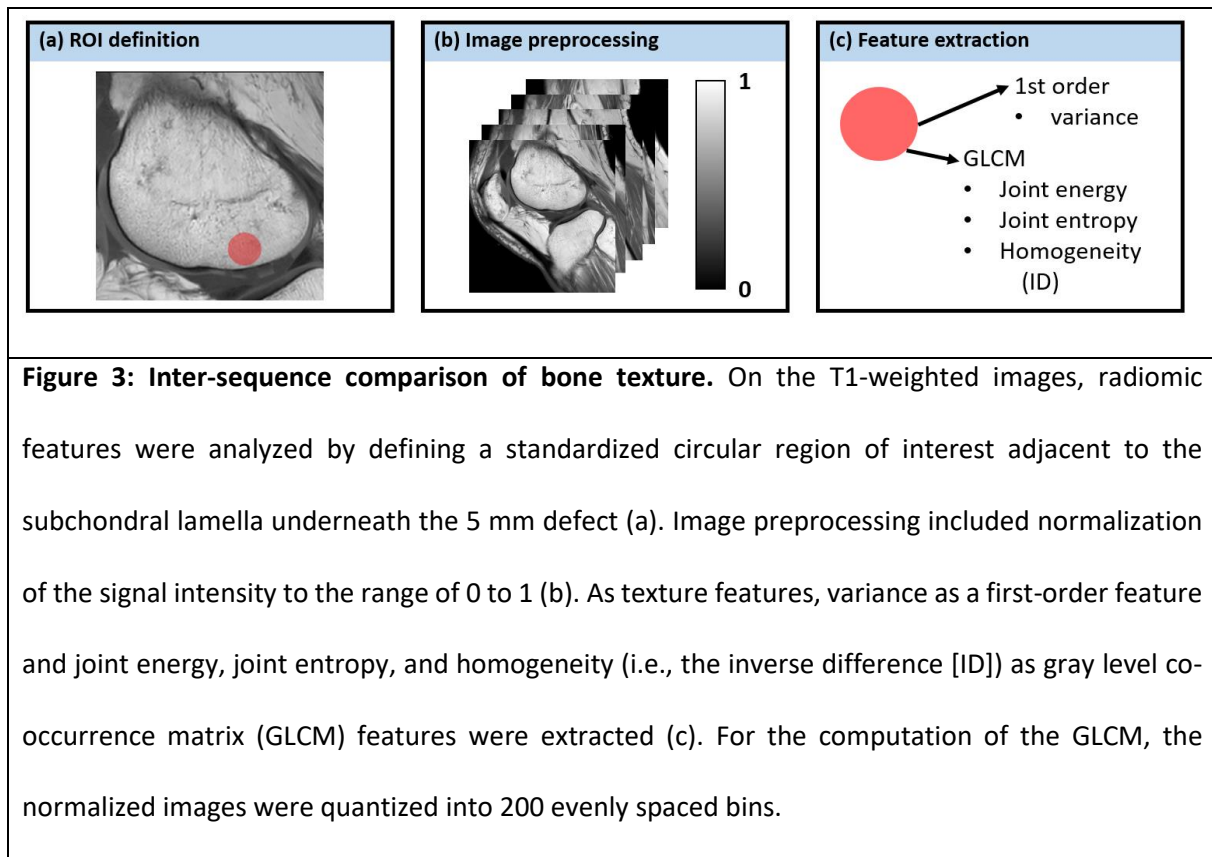 (a) ROI definition
(b) Image preprocessing
1
0
(c) Feature extraction
1st order
• variance
GLCM
• Joint energy
• Joint entropy
• Homogeneity
(ID)
Figure 3: Inter-sequence comparison of bone texture. On the T1-weighted images, radiomic
features were analyzed by defining a standardized circular region of interest adjacent to the
subchondral lamella underneath the 5 mm defect (a). Image preprocessing included normalization
of the signal intensity to the range of 0 to 1 (b). As texture features, variance as a first-order feature
and joint energy, joint entropy, and homogeneity (i.e., the inverse difference [ID]) as gray level co-
occurrence matrix (GLCM) features were extracted (c). For the computation of the GLCM, the
normalized images were quantized into 200 evenly spaced bins.